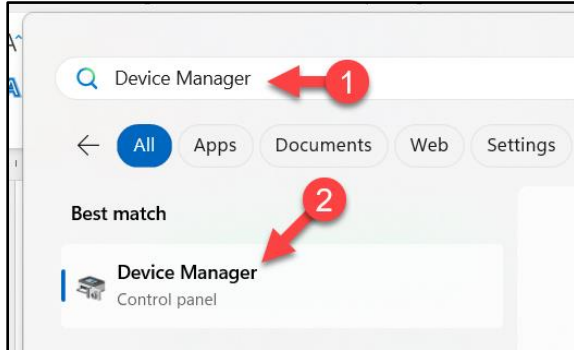 A^
A
Device Manager
1
All Apps Documents Web Settings
2
Best match
Device Manager
Control panel